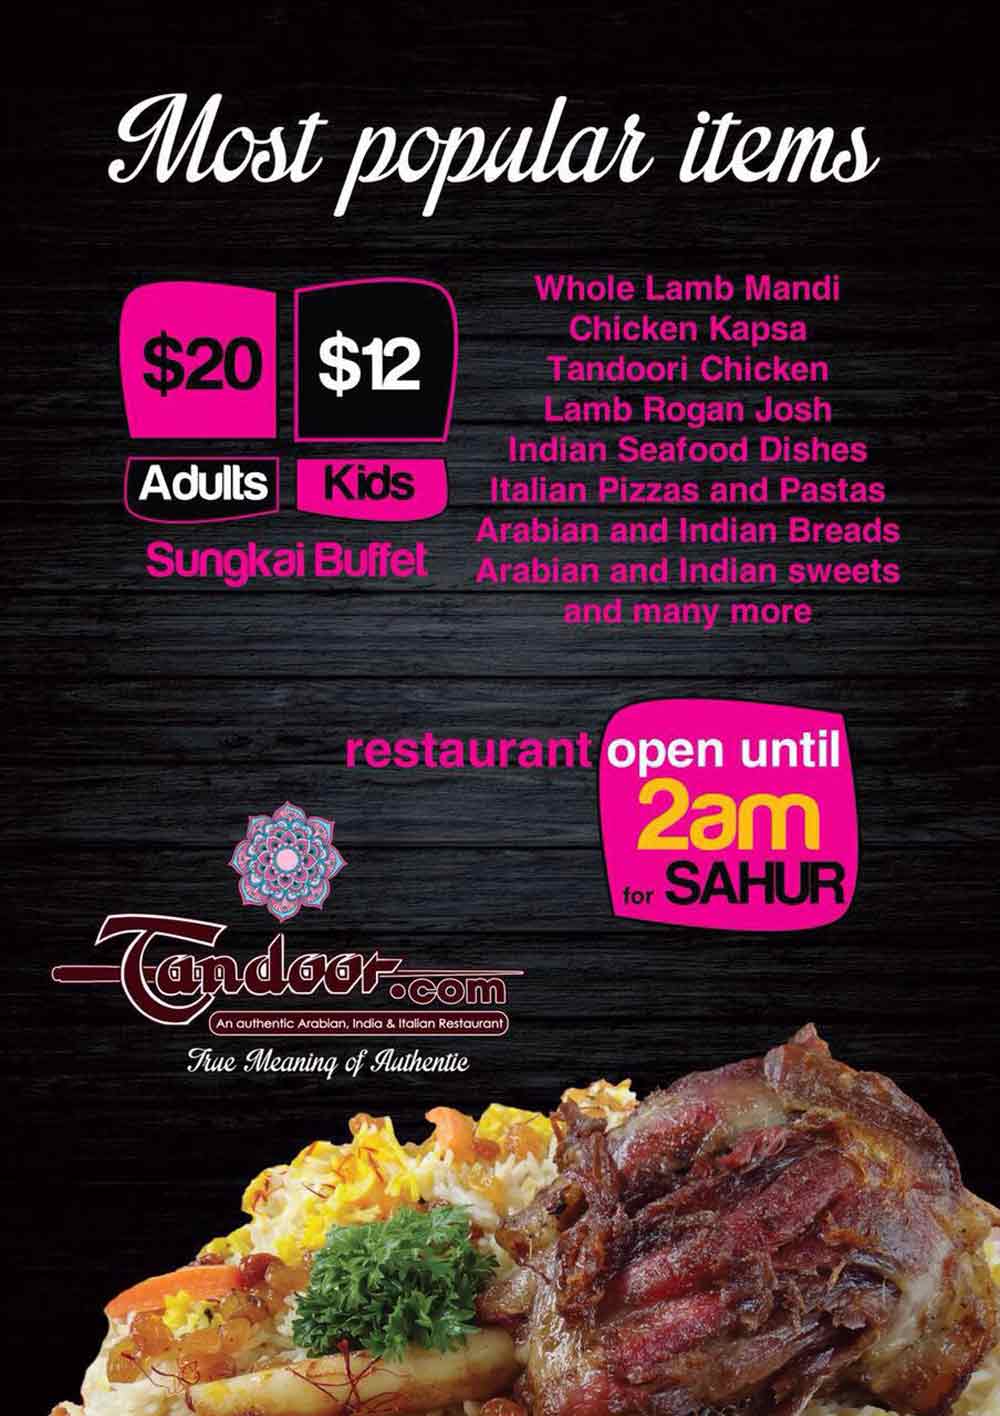 Most popular items
$20
$12
Adults
Kids
Sungkai Buffet
Whole Lamb Mandi
Chicken Kapsa
Tandoori Chicken
Lamb Rogan Josh
Indian Seafood Dishes
Italian Pizzas and Pastas
Arabian and Indian Breads
Arabian and Indian sweets
and many more
restaurant open until
2am
for SAHUR
Tandoor.com
An authentic Arabian, India & Italian Restaurant
True Meaning of Authentic